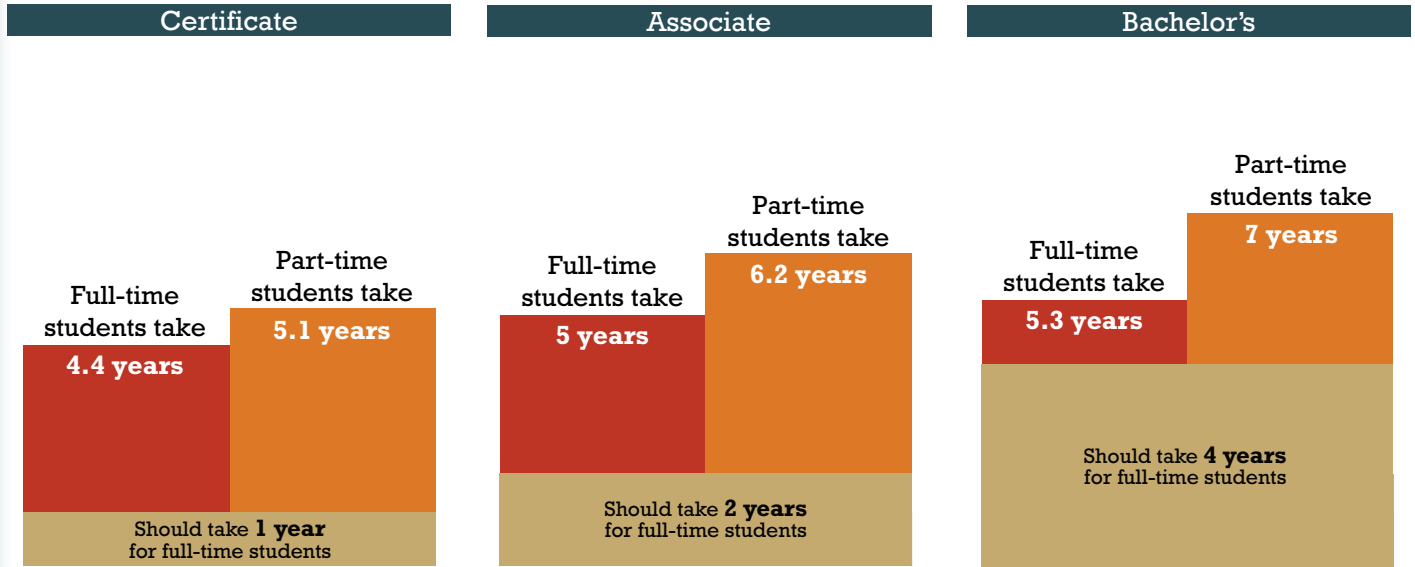 Certificate
Full-time
students take
4.4 years
Part-time
students take
5.1 years
Should take 1 year
for full-time students
Associate
Full-time
students take
5 years
Part-time
students take
6.2 years
Should take 2 years
for full-time students
Bachelor’s
Full-time
students take
5.3 years
Part-time
students take
7 years
Should take 4 years
for full-time students